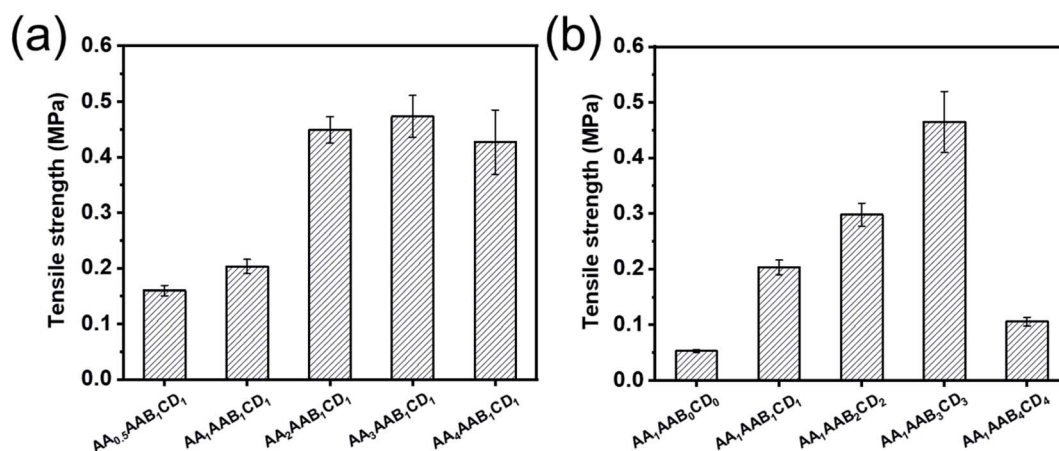 (a)
Tensile strength (MPa)
0.6
0.5
0.4
0.3
0.2
0.1
0.0
AA₀.₅AAB₁CD₁
AA₁AAB₁CD₁
AA₂AAB₁CD₁
AA₃AAB₁CD₁
AA₄AAB₁CD₁
(b)
Tensile strength (MPa)
0.6
0.5
0.4
0.3
0.2
0.1
0.0
AA₁AAB₀CD₀
AA₁AAB₁CD₁
AA₁AAB₂CD₂
AA₁AAB₃CD₃
AA₁AAB₄CD₄